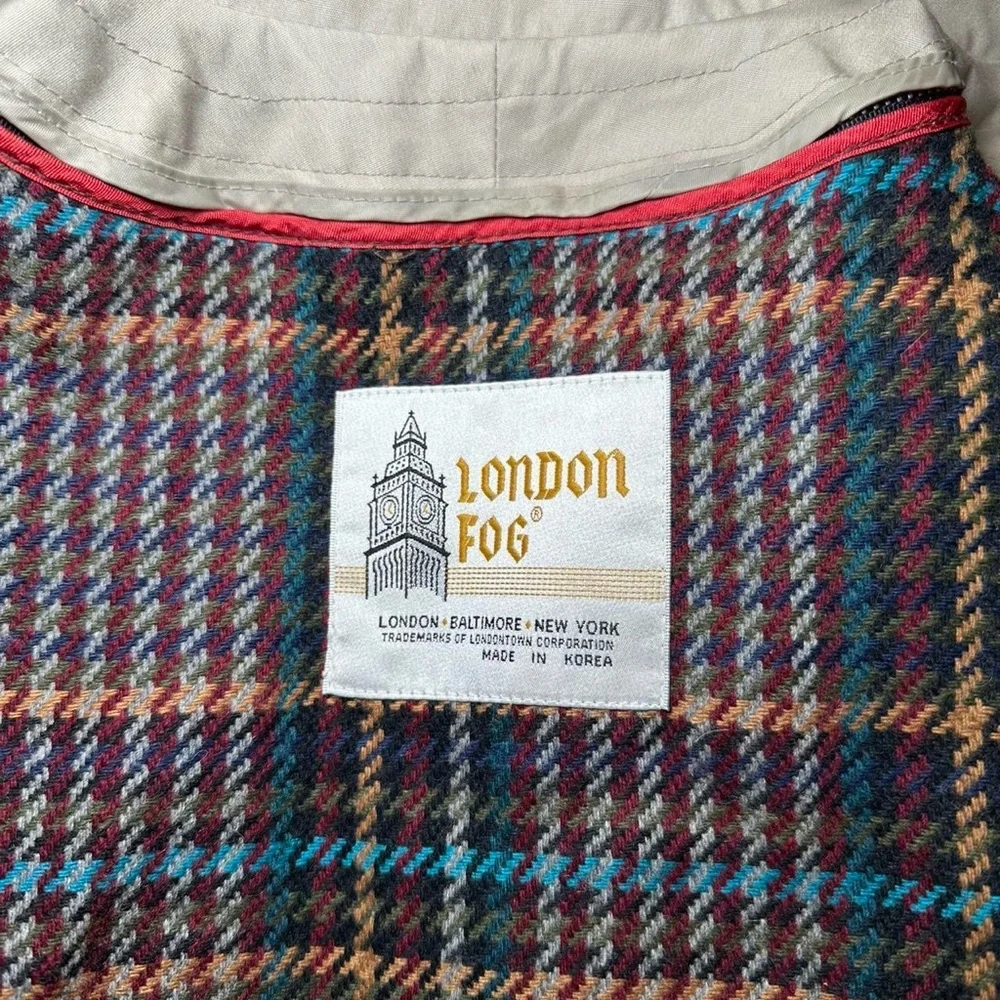 LONDON
FOG®
LONDON • BALTIMORE • NEW YORK
TRADEMARKS OF LONDONTOWN CORPORATION
MADE IN KOREA